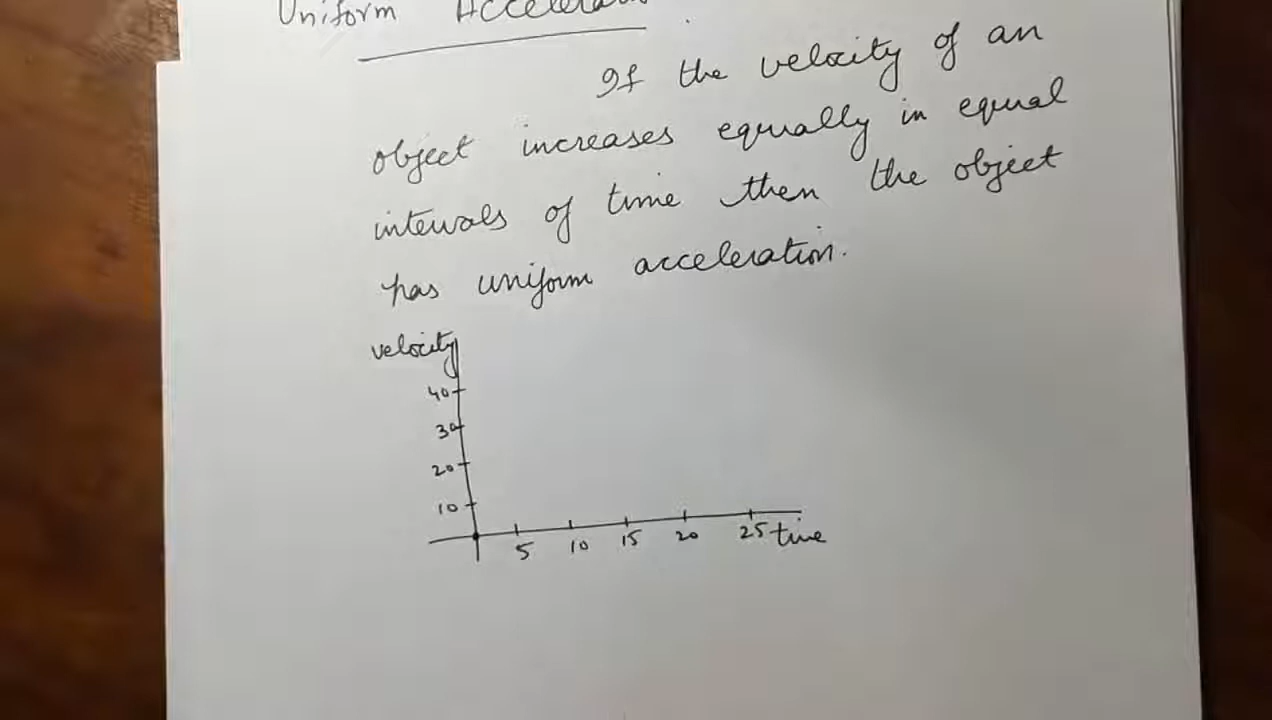 Uniform
If the velocity of an
object increases equally in equal
intervals of time then the object
has uniform acceleration.
velocity
40
30
20
10
5 10 15 20 25 time